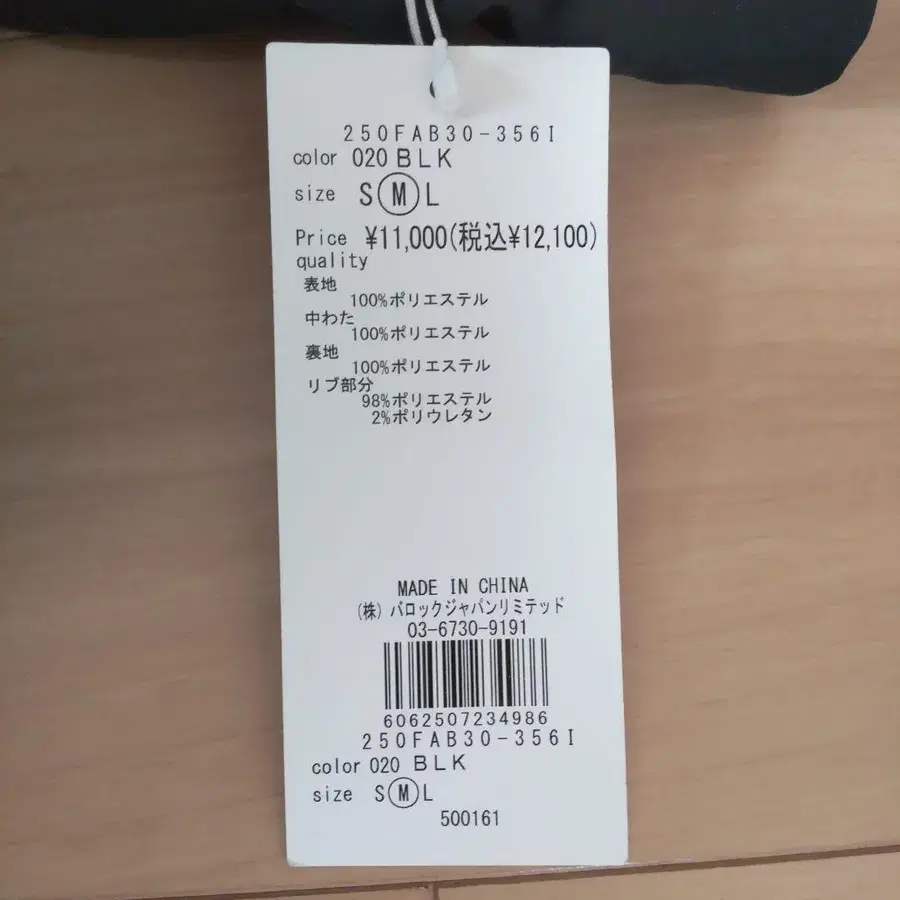 250FAB30-356I
color 020 BLK
size S M L
Price ¥11,000(税込¥12,100)
quality
表地
100%ポリエステル
中わた
100%ポリエステル
裏地
100%ポリエステル
リブ部分
98%ポリエステル
2%ポリウレタン
MADE IN CHINA
(株) バロックジャパンリミテッド
03-6730-9191
6062507234986
250FAB30-356I
color 020 BLK
size S M L
500161